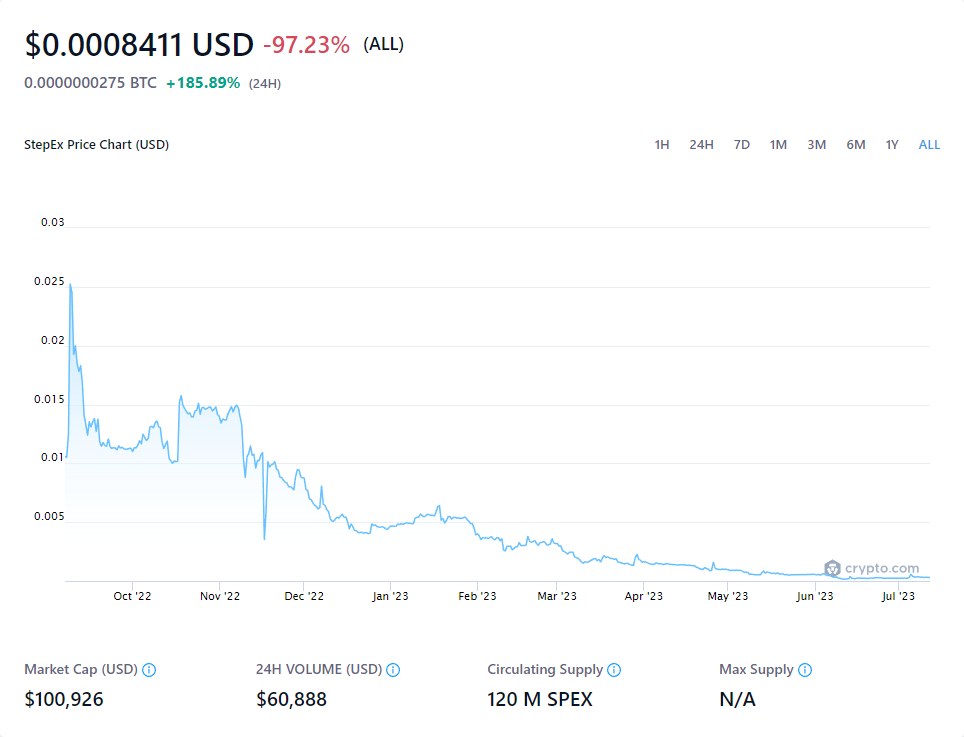 $0.0008411 USD -97.23% (ALL)
0.0000000275 BTC +185.89% (24H)
StepEx Price Chart (USD) 1H 24H 7D 1M 3M 6M 1Y ALL
0.03
0.025
0.02
0.015
0.01
0.005
crypto.com
Oct '22 Nov '22 Dec '22 Jan '23 Feb '23 Mar '23 Apr '23 May '23 Jun '23 Jul '23
Market Cap (USD) 24H VOLUME (USD) Circulating Supply Max Supply
$100,926 $60,888 120 M SPEX N/A